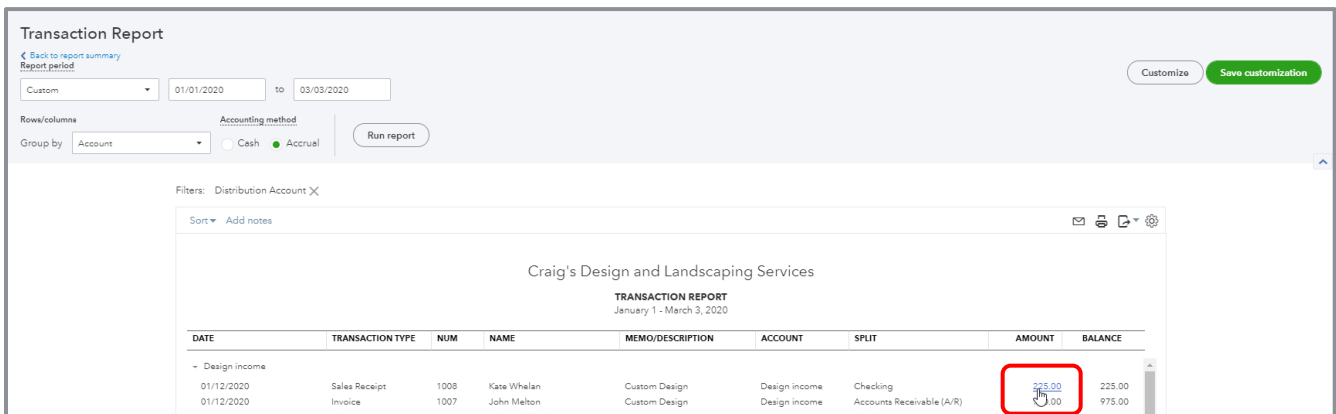 Transaction Report
Back to report summary
Report period
Custom 01/01/2020 to 03/03/2020
Rows/columns Accounting method
Group by Account Cash Accrual Run report
Customize Save customization
Filters: Distribution Account
Sort Add notes
Craig's Design and Landscaping Services
TRANSACTION REPORT
January 1 - March 3, 2020
DATE TRANSACTION TYPE NUM NAME MEMO/DESCRIPTION ACCOUNT SPLIT AMOUNT BALANCE
Design income
01/12/2020 Sales Receipt 1008 Kate Whelan Custom Design Design income Checking 225.00 225.00
01/12/2020 Invoice 1007 John Melton Custom Design Design income Accounts Receivable (A/R) 975.00